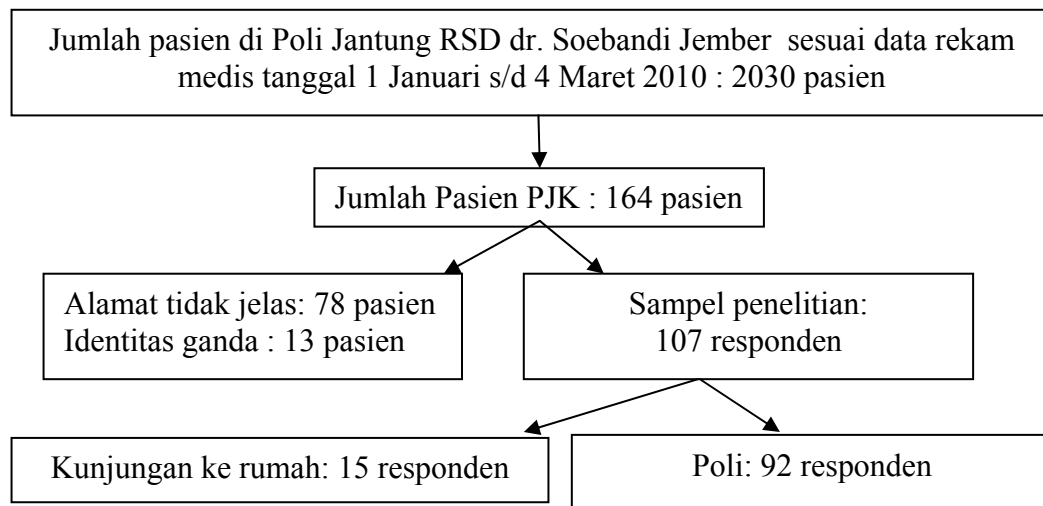 Jumlah pasien di Poli Jantung RSD dr. Soebandi Jember  sesuai data rekam
medis tanggal 1 Januari s/d 4 Maret 2010 : 2030 pasien
Jumlah Pasien PJK : 164 pasien
Alamat tidak jelas: 78 pasien
Identitas ganda : 13 pasien
Sampel penelitian:
107 responden
Kunjungan ke rumah: 15 responden
Poli: 92 responden